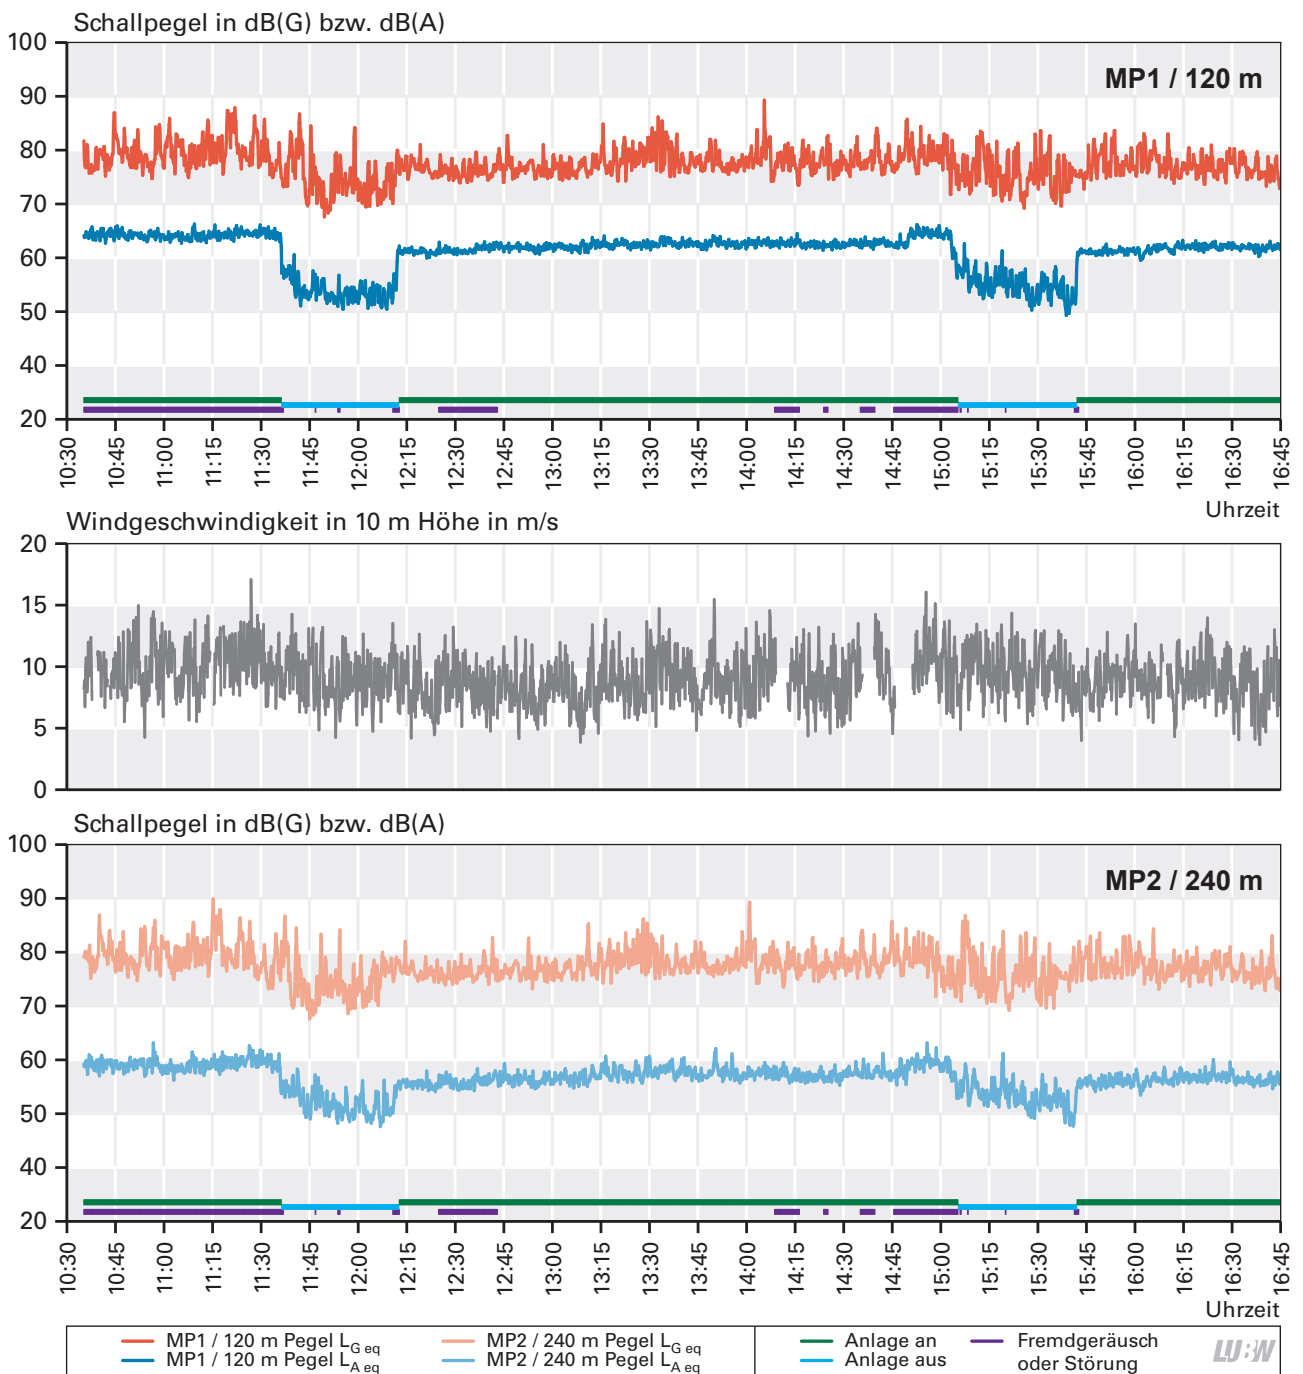 Schallpegel in dB(G) bzw. dB(A)
MP1 / 120 m
100
90
80
70
60
50
40
20
10:30 10:45 11:00 11:15 11:30 11:45 12:00 12:15 12:30 12:45 13:00 13:15 13:30 13:45 14:00 14:15 14:30 14:45 15:00 15:15 15:30 15:45 16:00 16:15 16:30 16:45
Uhrzeit
Windgeschwindigkeit in 10 m Höhe in m/s
20
15
10
5
0
Schallpegel in dB(G) bzw. dB(A)
MP2 / 240 m
100
90
80
70
60
50
40
20
10:30 10:45 11:00 11:15 11:30 11:45 12:00 12:15 12:30 12:45 13:00 13:15 13:30 13:45 14:00 14:15 14:30 14:45 15:00 15:15 15:30 15:45 16:00 16:15 16:30 16:45
Uhrzeit
MP1 / 120 m Pegel L G eq
MP1 / 120 m Pegel L A eq
MP2 / 240 m Pegel L G eq
MP2 / 240 m Pegel L A eq
Anlage an
Anlage aus
Fremdgeräusch
oder Störung
LUBW